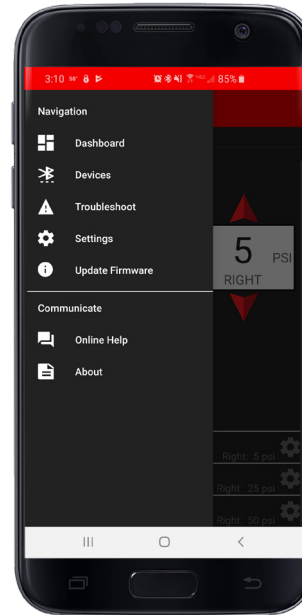 3:10 85%
Navigation
Dashboard
Devices
Troubleshoot
Settings
Update Firmware
Communicate
Online Help
About
5 PSI
RIGHT
Right: 5 psi
Right: 25 psi
Right: 50 psi